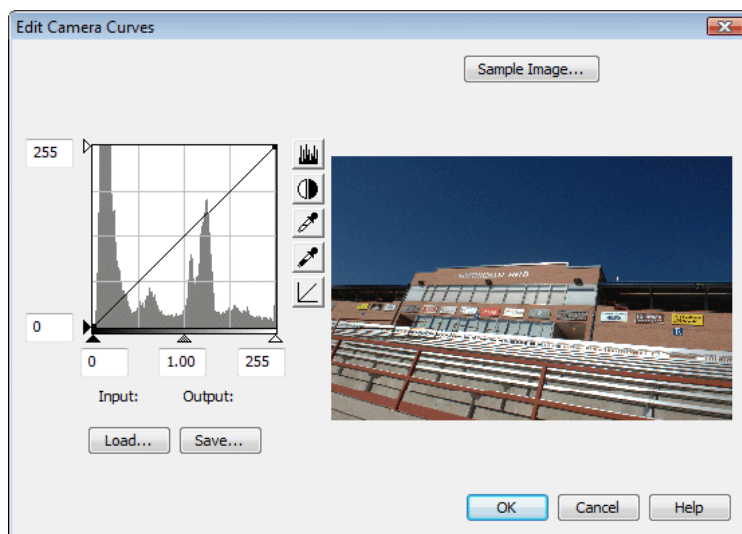 Edit Camera Curves
Sample Image...
255
0
0 1.00 255
Input: Output:
Load... Save...
OK Cancel Help